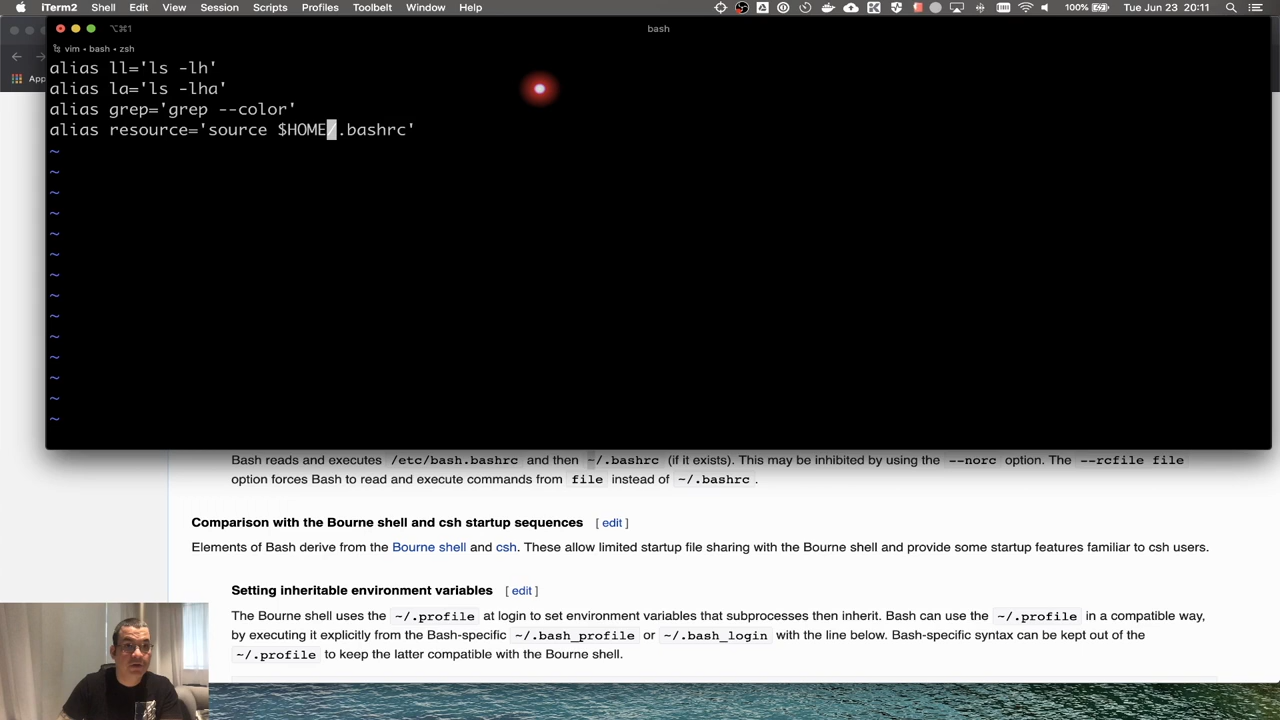 iTerm2 Shell Edit View Session Scripts Profiles Toolbelt Window Help 100% Tue Jun 23 20:11
⌥⌘1 bash
vim • bash • zsh
App
alias ll='ls -lh'
alias la='ls -lha'
alias grep='grep --color'
alias resource='source $HOME/.bashrc'
~
~
~
~
~
~
~
~
~
~
~
~
~
~
Bash reads and executes /etc/bash.bashrc and then ~/.bashrc (if it exists). This may be inhibited by using the --norc option. The --rcfile file
option forces Bash to read and execute commands from file instead of ~/.bashrc .
Comparison with the Bourne shell and csh startup sequences [ edit ]
Elements of Bash derive from the Bourne shell and csh. These allow limited startup file sharing with the Bourne shell and provide some startup features familiar to csh users.
Setting inheritable environment variables [ edit ]
The Bourne shell uses the ~/.profile at login to set environment variables that subprocesses then inherit. Bash can use the ~/.profile in a compatible way,
by executing it explicitly from the Bash-specific ~/.bash_profile or ~/.bash_login with the line below. Bash-specific syntax can be kept out of the
~/.profile to keep the latter compatible with the Bourne shell.